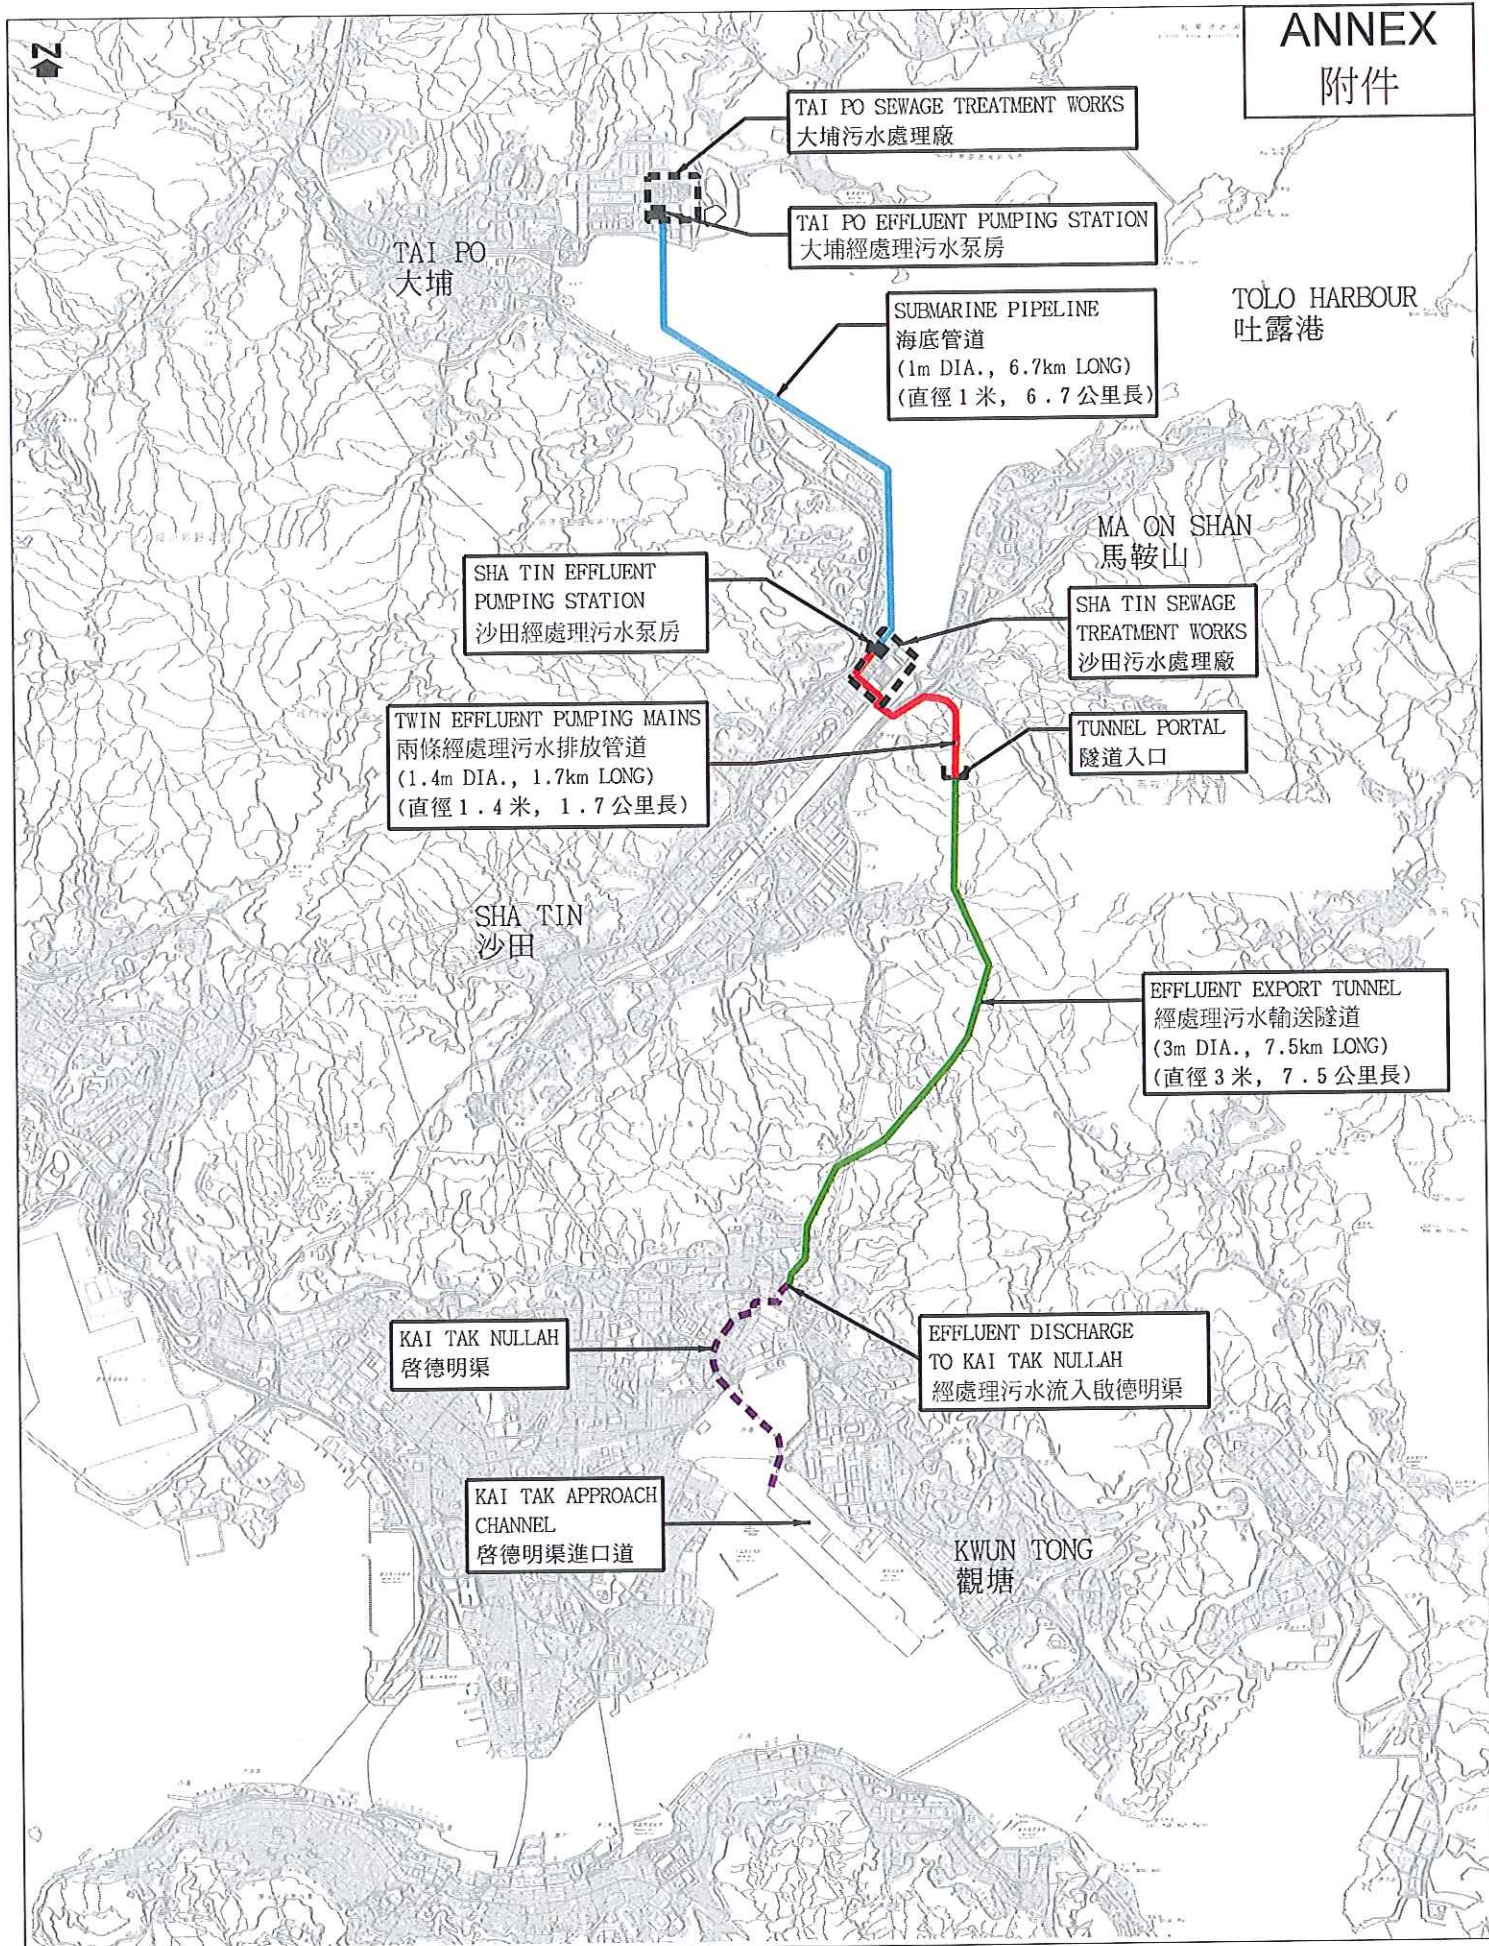 ANNEX
附件
N
TAI PO SEWAGE TREATMENT WORKS
大埔污水處理廠
TAI PO EFFLUENT PUMPING STATION
大埔經處理污水泵房
TAI PO
大埔
SUBMARINE PIPELINE
海底管道
(1m DIA., 6.7km LONG)
(直徑1米, 6.7公里長)
TOLO HARBOUR
吐露港
MA ON SHAN
馬鞍山
SHA TIN EFFLUENT
PUMPING STATION
沙田經處理污水泵房
SHA TIN SEWAGE
TREATMENT WORKS
沙田污水處理廠
TWIN EFFLUENT PUMPING MAINS
兩條經處理污水排放管道
(1.4m DIA., 1.7km LONG)
(直徑1.4米, 1.7公里長)
TUNNEL PORTAL
隧道入口
SHA TIN
沙田
EFFLUENT EXPORT TUNNEL
經處理污水輸送隧道
(3m DIA., 7.5km LONG)
(直徑3米, 7.5公里長)
KAI TAK NULLAH
啓德明渠
EFFLUENT DISCHARGE
TO KAI TAK NULLAH
經處理污水流入啟德明渠
KAI TAK APPROACH
CHANNEL
啓德明渠進口道
KWUN TONG
觀塘